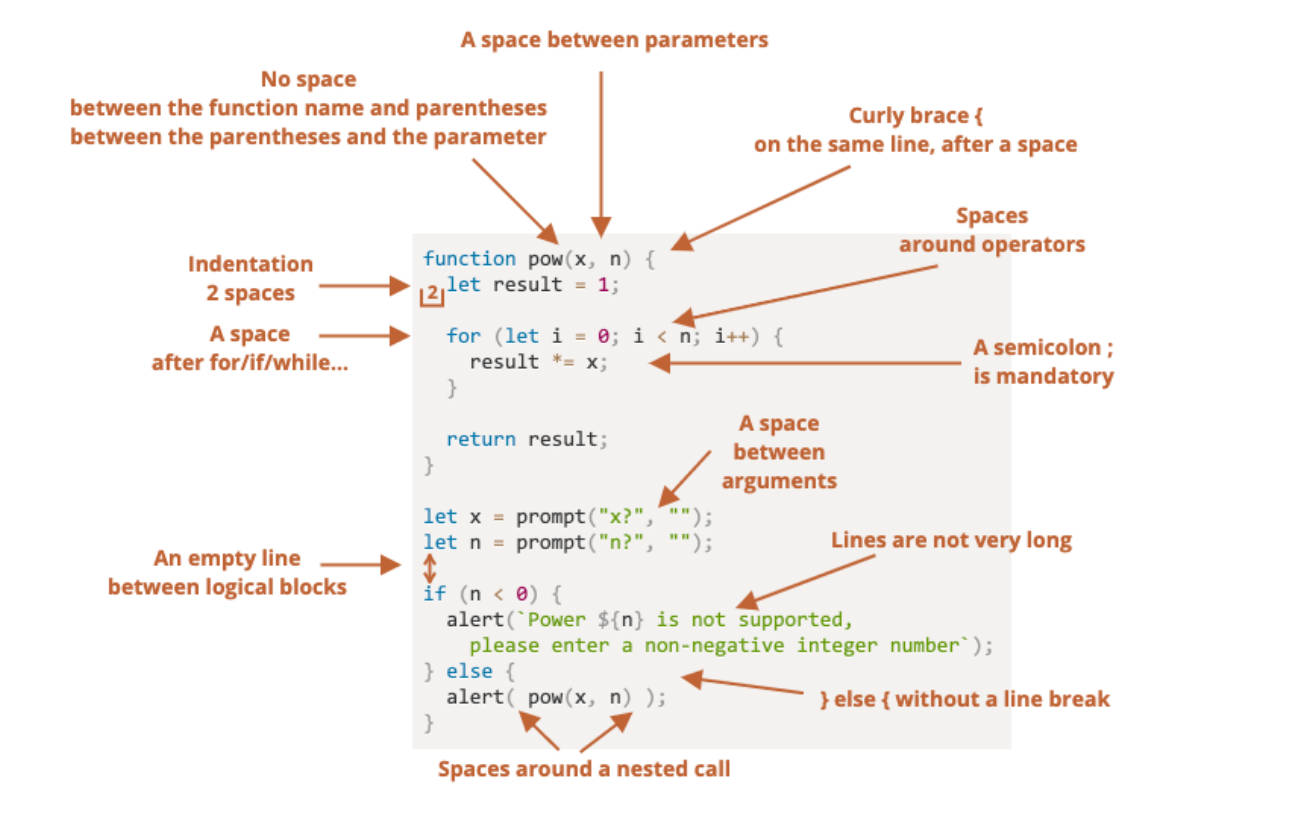 A space between parameters
No space
between the function name and parentheses
between the parentheses and the parameter
Curly brace {
on the same line, after a space
Spaces
around operators
Indentation
2 spaces
A space
after for/if/while...
A semicolon ;
is mandatory
function pow(x, n) {
2
  let result = 1;
  for (let i = 0; i < n; i++) {
    result *= x;
  }
  return result;
}
A space
between
arguments
let x = prompt("x?", "");
let n = prompt("n?", "");
An empty line
between logical blocks
Lines are not very long
if (n < 0) {
  alert(`Power ${n} is not supported,
    please enter a non-negative integer number`);
} else {
  alert( pow(x, n) );
}
} else { without a line break
Spaces around a nested call